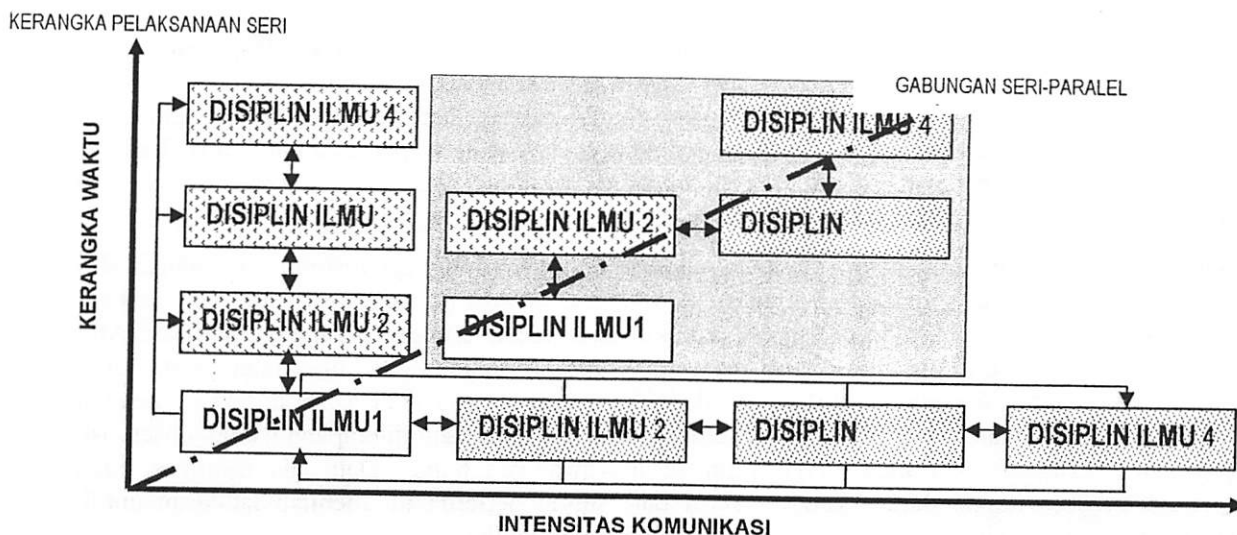 KERANGKA PELAKSANAAN SERI
GABUNGAN SERI-PARALEL
DISIPLIN ILMU 4
DISIPLIN ILMU 4
DISIPLIN ILMU
DISIPLIN ILMU 2
DISIPLIN
DISIPLIN ILMU 2
DISIPLIN ILMU1
DISIPLIN ILMU1
DISIPLIN ILMU 2
DISIPLIN
DISIPLIN ILMU 4
KERANGKA WAKTU
INTENSITAS KOMUNIKASI